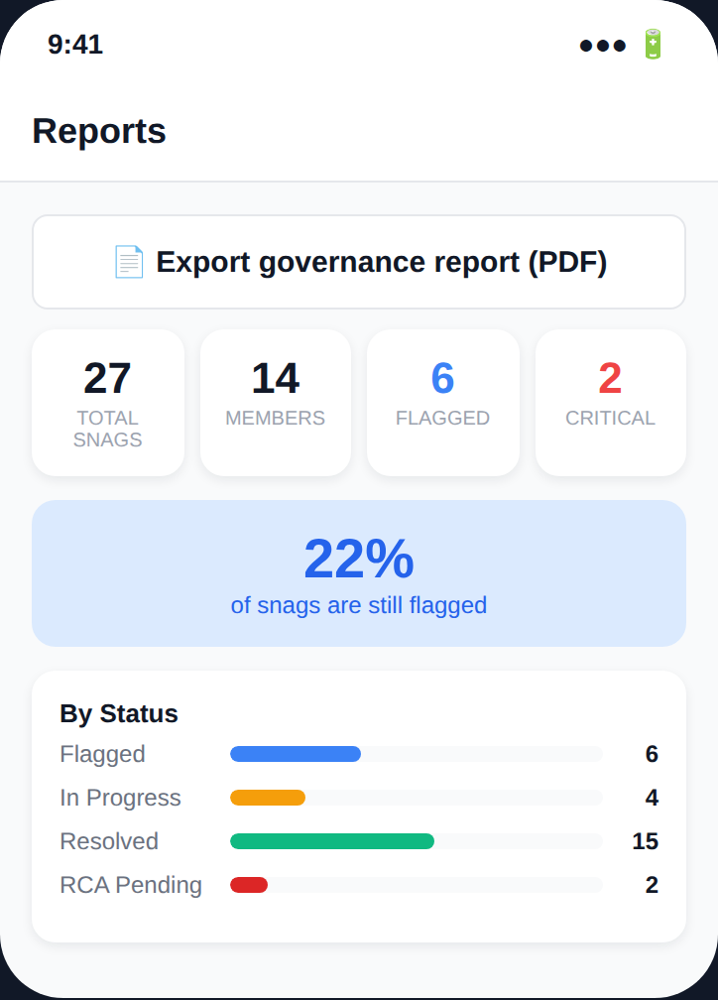 9:41
Reports
Export governance report (PDF)
27
TOTAL
SNAGS
14
MEMBERS
6
FLAGGED
2
CRITICAL
22%
of snags are still flagged
By Status
Flagged 6
In Progress 4
Resolved 15
RCA Pending 2